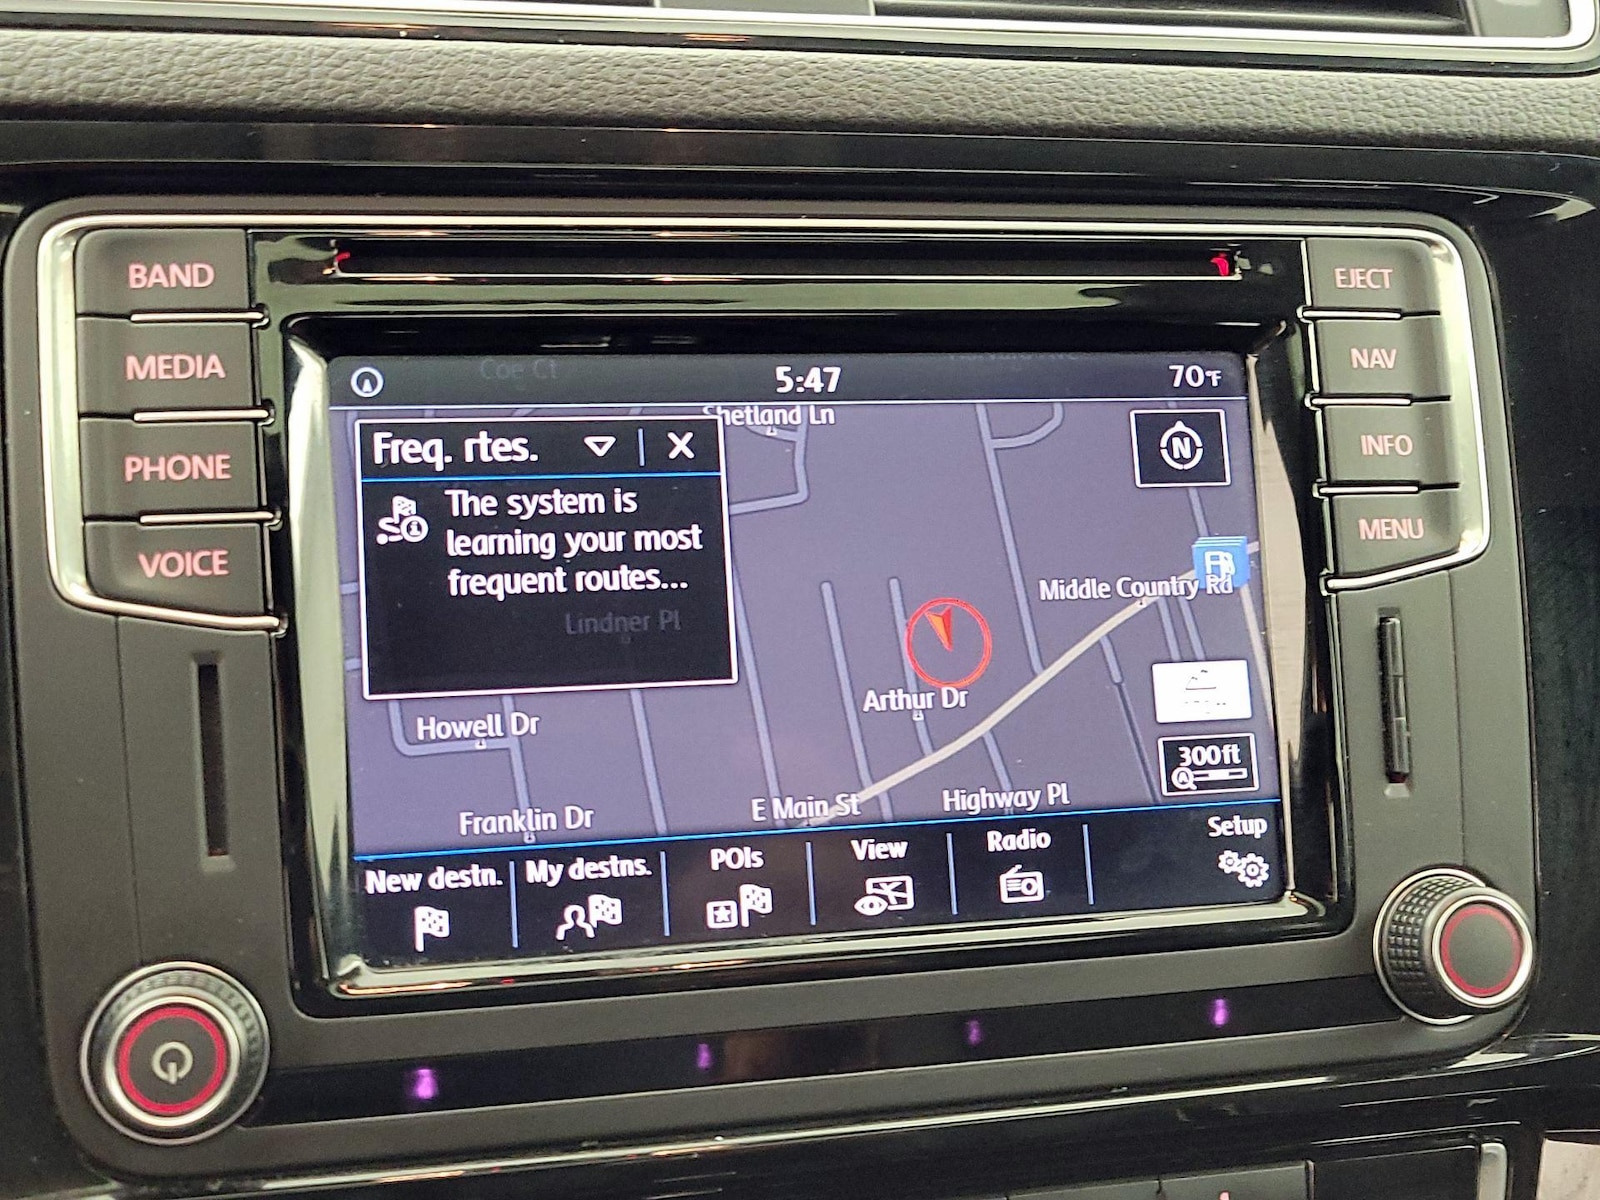 BAND
MEDIA
PHONE
VOICE
EJECT
NAV
INFO
MENU
Coe Ct
5:47
70°F
Shetland Ln
Freq. rtes.
X
N
The system is
learning your most
frequent routes...
Lindner Pl
Middle Country Rd
Arthur Dr
Howell Dr
300ft
Franklin Dr
E Main St
Highway Pl
New destn.
My destns.
POIs
View
Radio
Setup